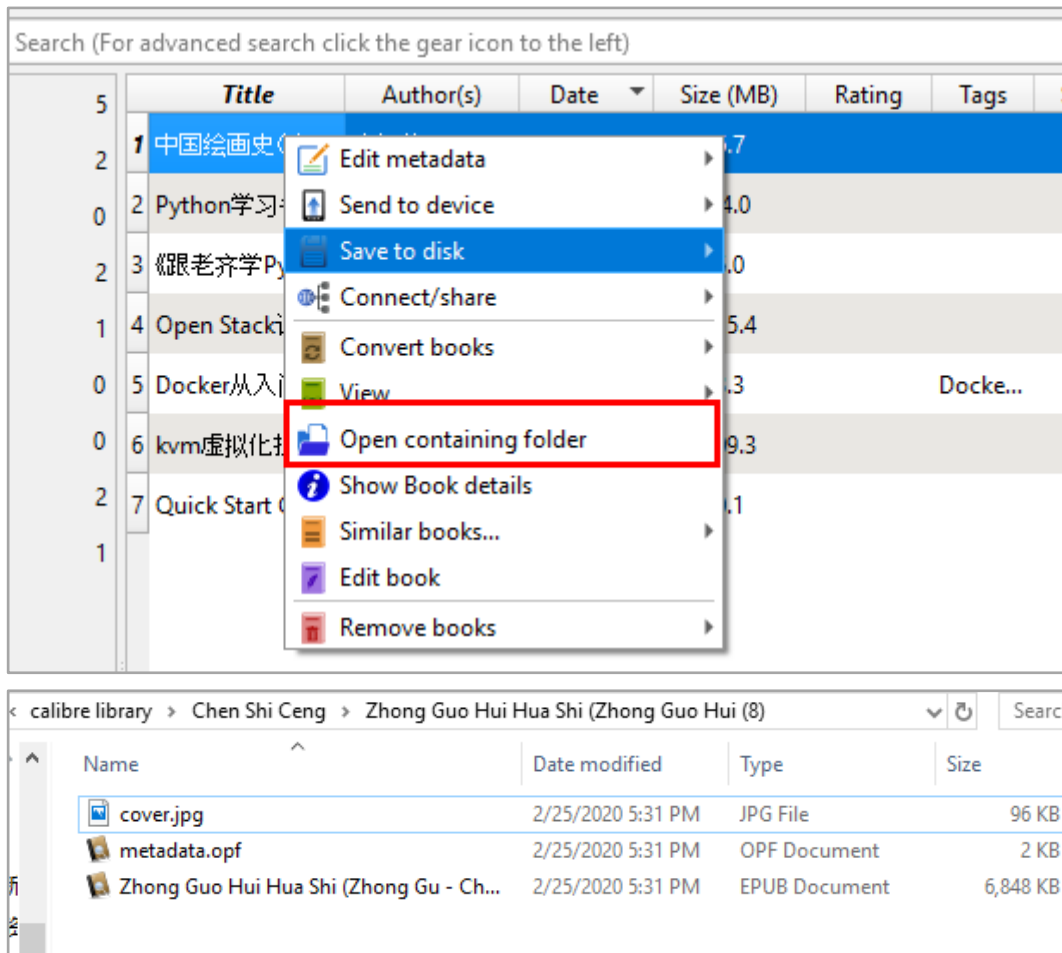 Search (For advanced search click the gear icon to the left)
Title Author(s) Date Size (MB) Rating Tags
5
2
0
2
1
0
0
2
1
1 中国绘画史 .7
2 Python学习 4.0
3 《跟老齐学Py .0
4 Open Stack 5.4
5 Docker从入 .3 Docke...
6 kvm虚拟化 9.3
7 Quick Start .1
Edit metadata
Send to device
Save to disk
Connect/share
Convert books
View
Open containing folder
Show Book details
Similar books...
Edit book
Remove books
calibre library > Chen Shi Ceng > Zhong Guo Hui Hua Shi (Zhong Guo Hui (8) Searc
Name Date modified Type Size
cover.jpg 2/25/2020 5:31 PM JPG File 96 KB
metadata.opf 2/25/2020 5:31 PM OPF Document 2 KB
Zhong Guo Hui Hua Shi (Zhong Gu - Ch... 2/25/2020 5:31 PM EPUB Document 6,848 KB